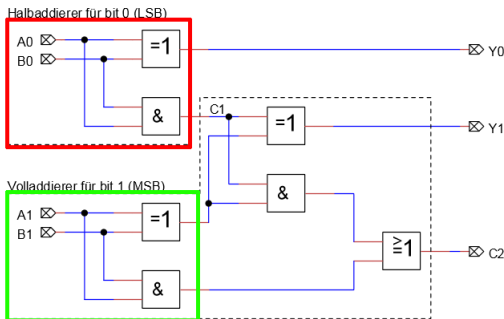 Halbaddierer für bit 0 (LSB)
A0
B0
=1
Y0
&
C1
=1
Y1
Volladdierer für bit 1 (MSB)
&
A1
B1
=1
≥1
C2
&